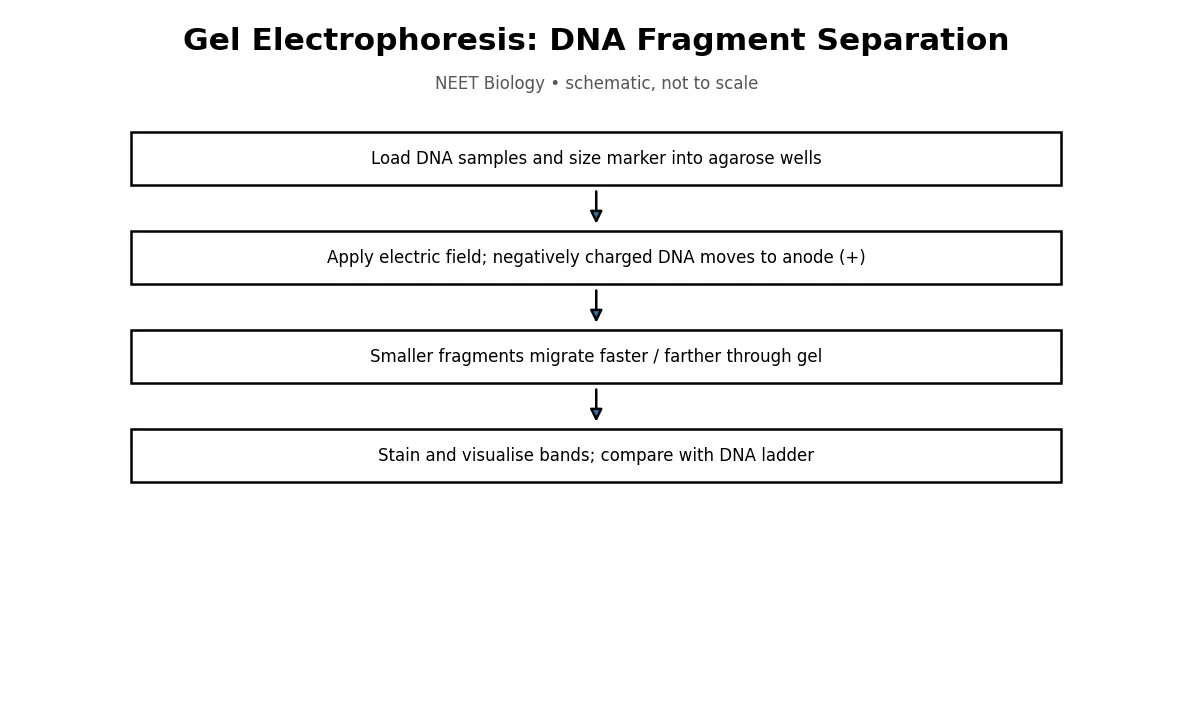 Gel Electrophoresis: DNA Fragment Separation
NEET Biology • schematic, not to scale
Load DNA samples and size marker into agarose wells
Apply electric field; negatively charged DNA moves to anode (+)
Smaller fragments migrate faster / farther through gel
Stain and visualise bands; compare with DNA ladder